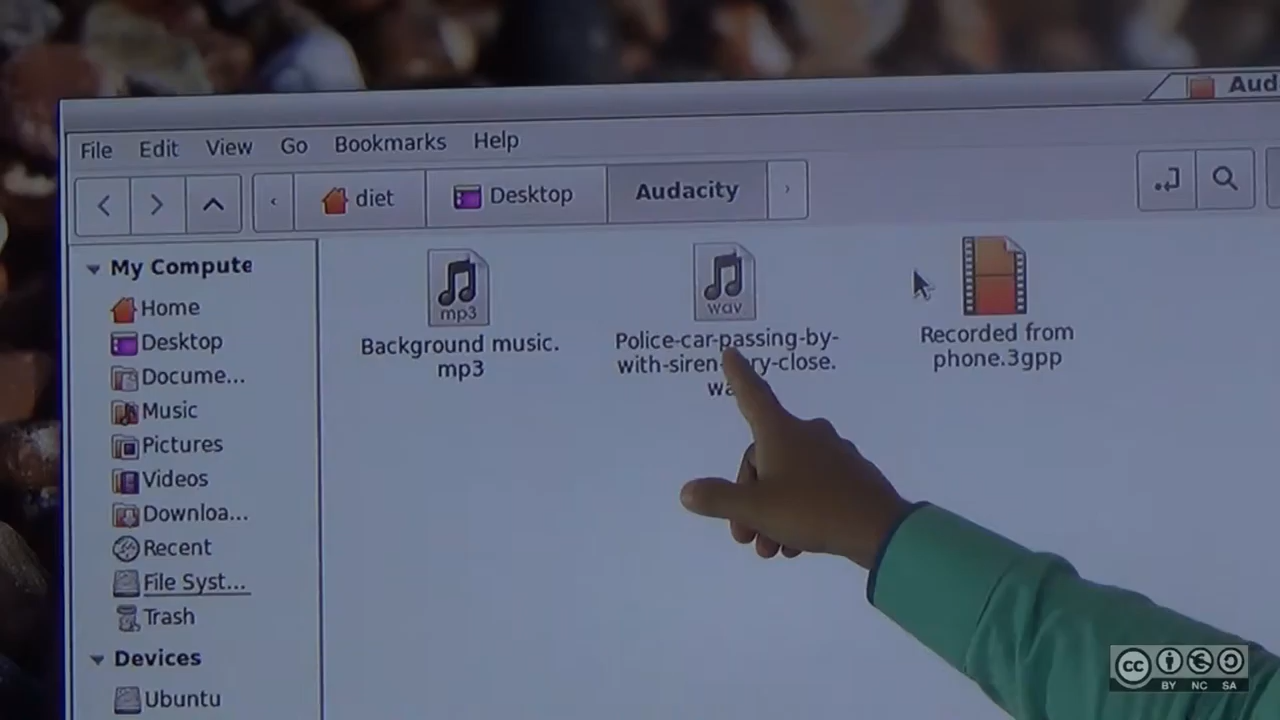 Aud
File Edit View Go Bookmarks Help
diet Desktop Audacity
My Compute
Home
Desktop
Docume...
Music
Pictures
Videos
Downloa...
Recent
File Syst...
Trash
Devices
Ubuntu
mp3
Background music.
mp3
wav
Police-car-passing-by-
with-siren ry-close.
Recorded from
phone.3gpp
cc
BY NC SA